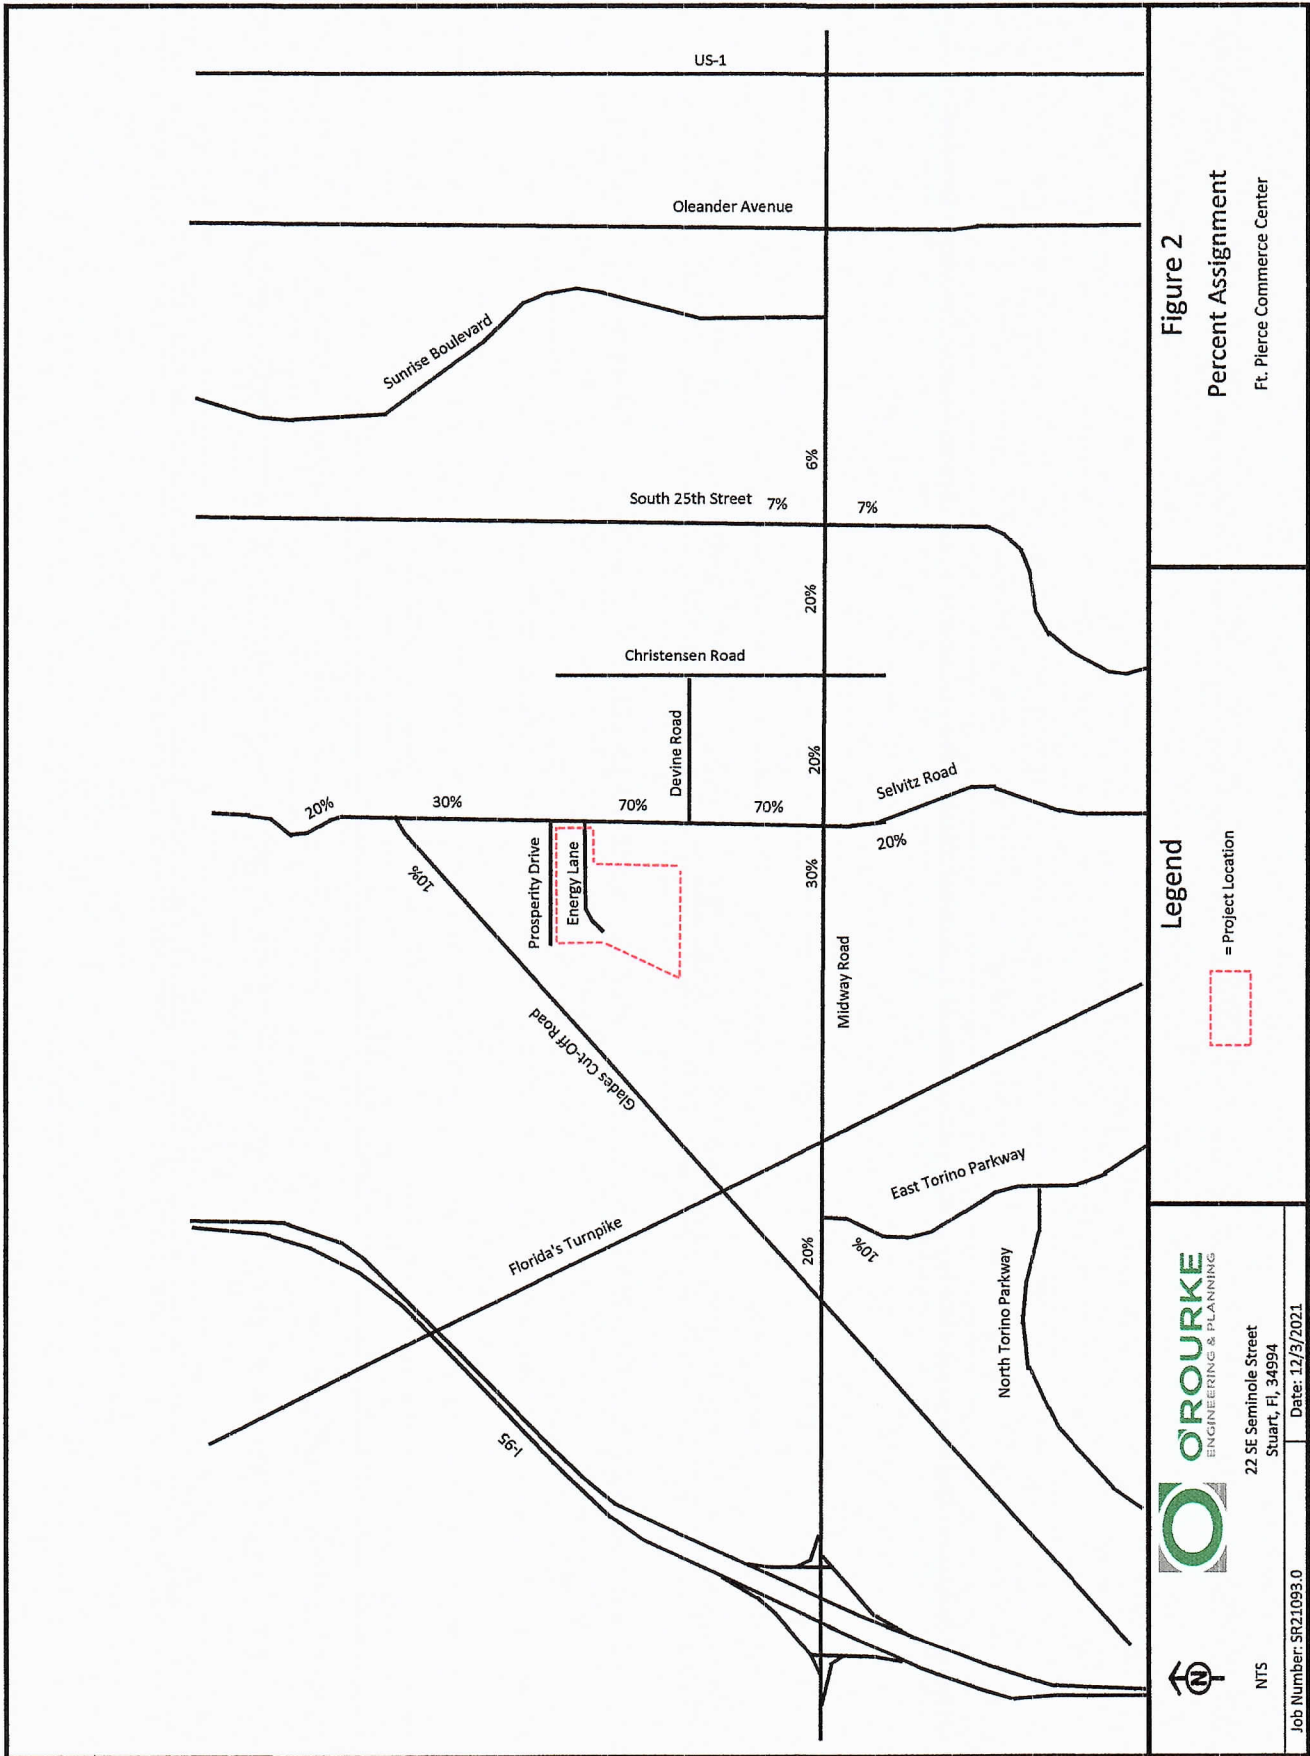 US-1
Oleander Avenue
Sunrise Boulevard
6%
South 25th Street
7%
7%
20%
Christensen Road
Devine Road
20%
Selvitz Road
20%
30%
70%
70%
20%
10%
Prosperity Drive
Energy Lane
30%
Midway Road
Glades Cut-Off Road
Florida's Turnpike
East Torino Parkway
20%
10%
North Torino Parkway
I-95
Figure 2
Percent Assignment
Ft. Pierce Commerce Center
Legend
= Project Location
O'ROURKE
ENGINEERING & PLANNING
22 SE Seminole Street
Stuart, Fl, 34994
N
NTS
Job Number: SR21093.0
Date: 12/3/2021